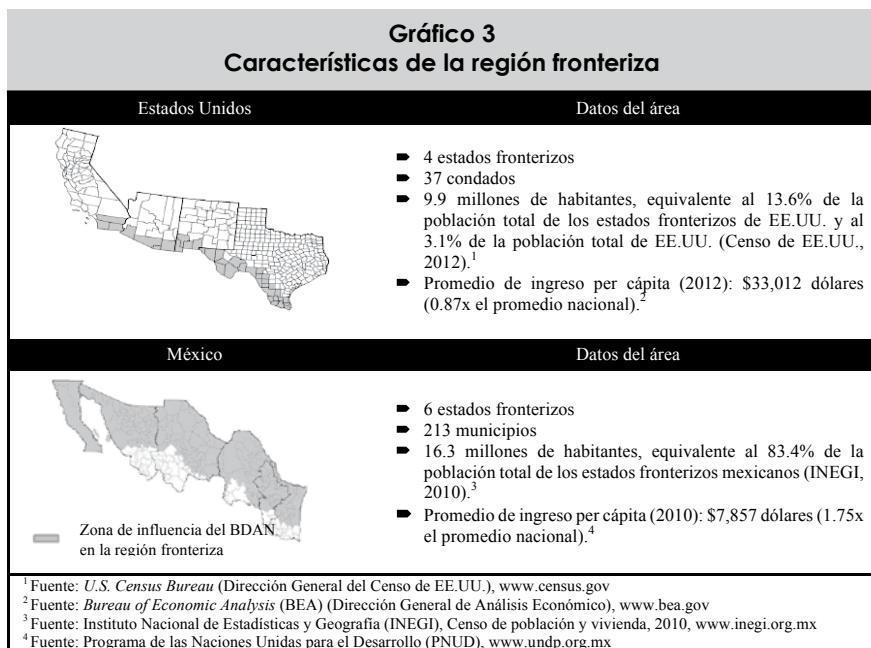 Gráfico 3
Características de la región fronteriza
Estados Unidos
Datos del área
4 estados fronterizos
37 condados
9.9 millones de habitantes, equivalente al 13.6% de la
población total de los estados fronterizos de EE.UU. y al
3.1% de la población total de EE.UU. (Censo de EE.UU.,
2012).1
Promedio de ingreso per cápita (2012): $33,012 dólares
(0.87x el promedio nacional).2
México
Datos del área
Zona de influencia del BDAN
en la región fronteriza
6 estados fronterizos
213 municipios
16.3 millones de habitantes, equivalente al 83.4% de la
población total de los estados fronterizos mexicanos (INEGI,
2010).3
Promedio de ingreso per cápita (2010): $7,857 dólares (1.75x
el promedio nacional).4
1 Fuente: U.S. Census Bureau (Dirección General del Censo de EE.UU.), www.census.gov
2 Fuente: Bureau of Economic Analysis (BEA) (Dirección General de Análisis Económico), www.bea.gov
3 Fuente: Instituto Nacional de Estadísticas y Geografía (INEGI), Censo de población y vivienda, 2010, www.inegi.org.mx
4 Fuente: Programa de las Naciones Unidas para el Desarrollo (PNUD), www.undp.org.mx